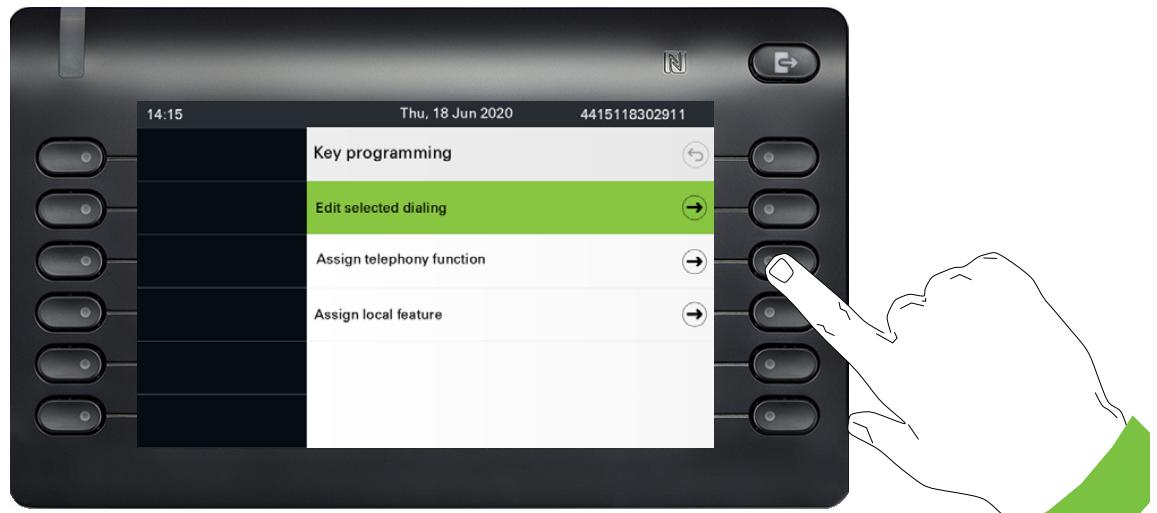 14:15 Thu, 18 Jun 2020 4415118302911
Key programming
Edit selected dialing
Assign telephony function
Assign local feature